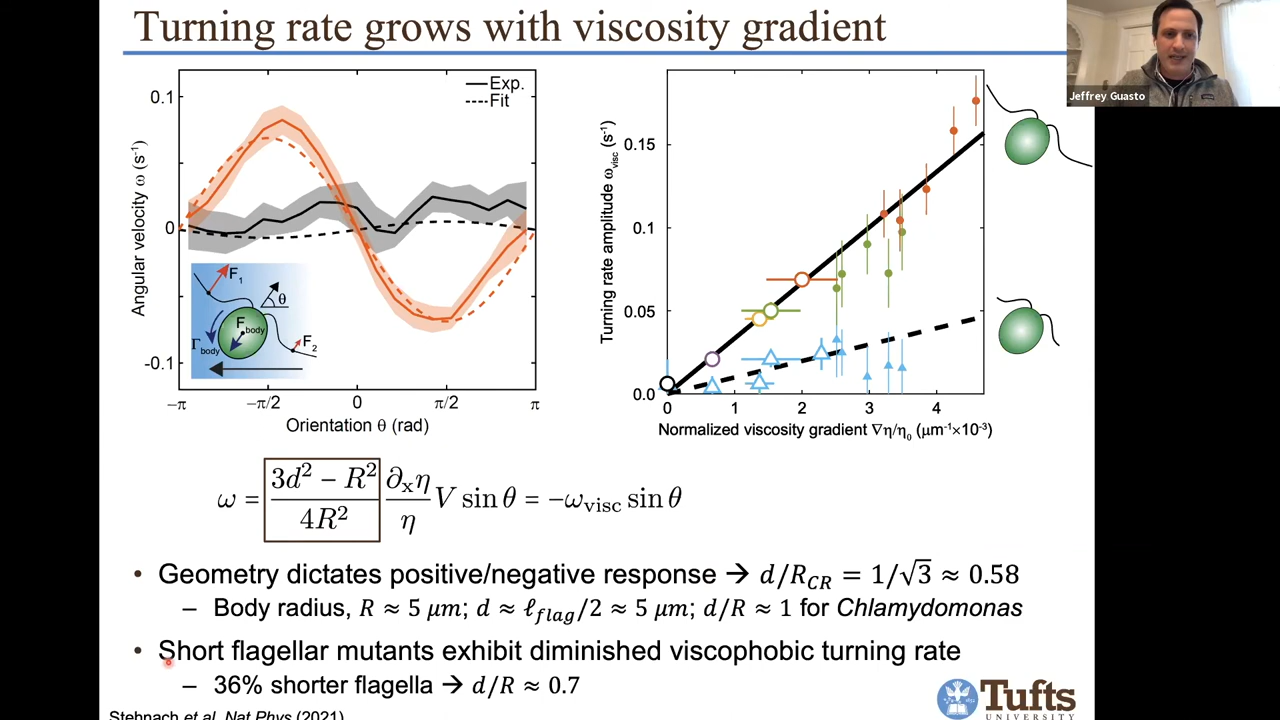 Turning rate grows with viscosity gradient
Jeffrey Guasto
Exp.
Fit
0.1
0
-0.1
Angular velocity ω (s⁻¹)
F₁
θ
F_body
Γ_body
F₂
−π
−π/2
0
π/2
π
Orientation θ (rad)
Turning rate amplitude ω_visc (s⁻¹)
0.15
0.1
0.05
0.0
0
1
2
3
4
Normalized viscosity gradient ∇η/η₀ (μm⁻¹×10⁻³)
ω = (3d² − R²)/(4R²) (∂ₓη)/η V sin θ = −ω_visc sin θ
• Geometry dictates positive/negative response → d/R_CR = 1/√3 ≈ 0.58
– Body radius, R ≈ 5 μm; d ≈ ℓ_flag/2 ≈ 5 μm; d/R ≈ 1 for Chlamydomonas
• Short flagellar mutants exhibit diminished viscophobic turning rate
– 36% shorter flagella → d/R ≈ 0.7
Stehnach et al, Nat Phys (2021)
Tufts
UNIVERSITY